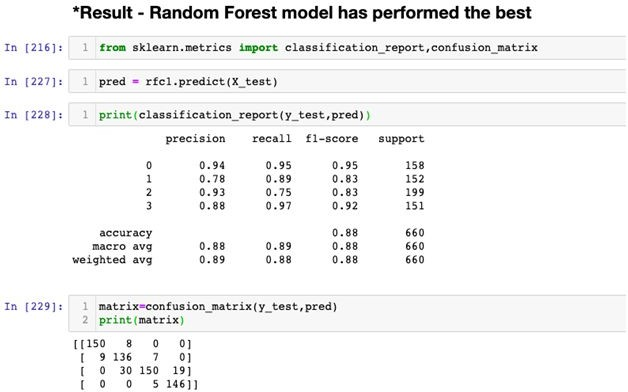 *Result - Random Forest model has performed the best
In [216]: 1 from sklearn.metrics import classification_report,confusion_matrix
In [227]: 1 pred = rfc1.predict(X_test)
In [228]: 1 print(classification_report(y_test,pred))
precision recall f1-score support
0 0.94 0.95 0.95 158
1 0.78 0.89 0.83 152
2 0.93 0.75 0.83 199
3 0.88 0.97 0.92 151
accuracy 0.88 660
macro avg 0.88 0.89 0.88 660
weighted avg 0.89 0.88 0.88 660
In [229]: 1 matrix=confusion_matrix(y_test,pred)
2 print(matrix)
[[150 8 0 0]
[ 9 136 7 0]
[ 0 30 150 19]
[ 0 0 5 146]]